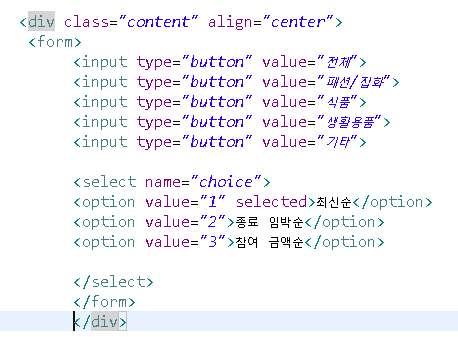 <div class="content" align="center">
<form>
<input type="button" value="전체">
<input type="button" value="패션/잡화">
<input type="button" value="식품">
<input type="button" value="생활용품">
<input type="button" value="기타">
<select name="choice">
<option value="1" selected>최신순</option>
<option value="2">종료 임박순</option>
<option value="3">참여 금액순</option>
</select>
</form>
</div>